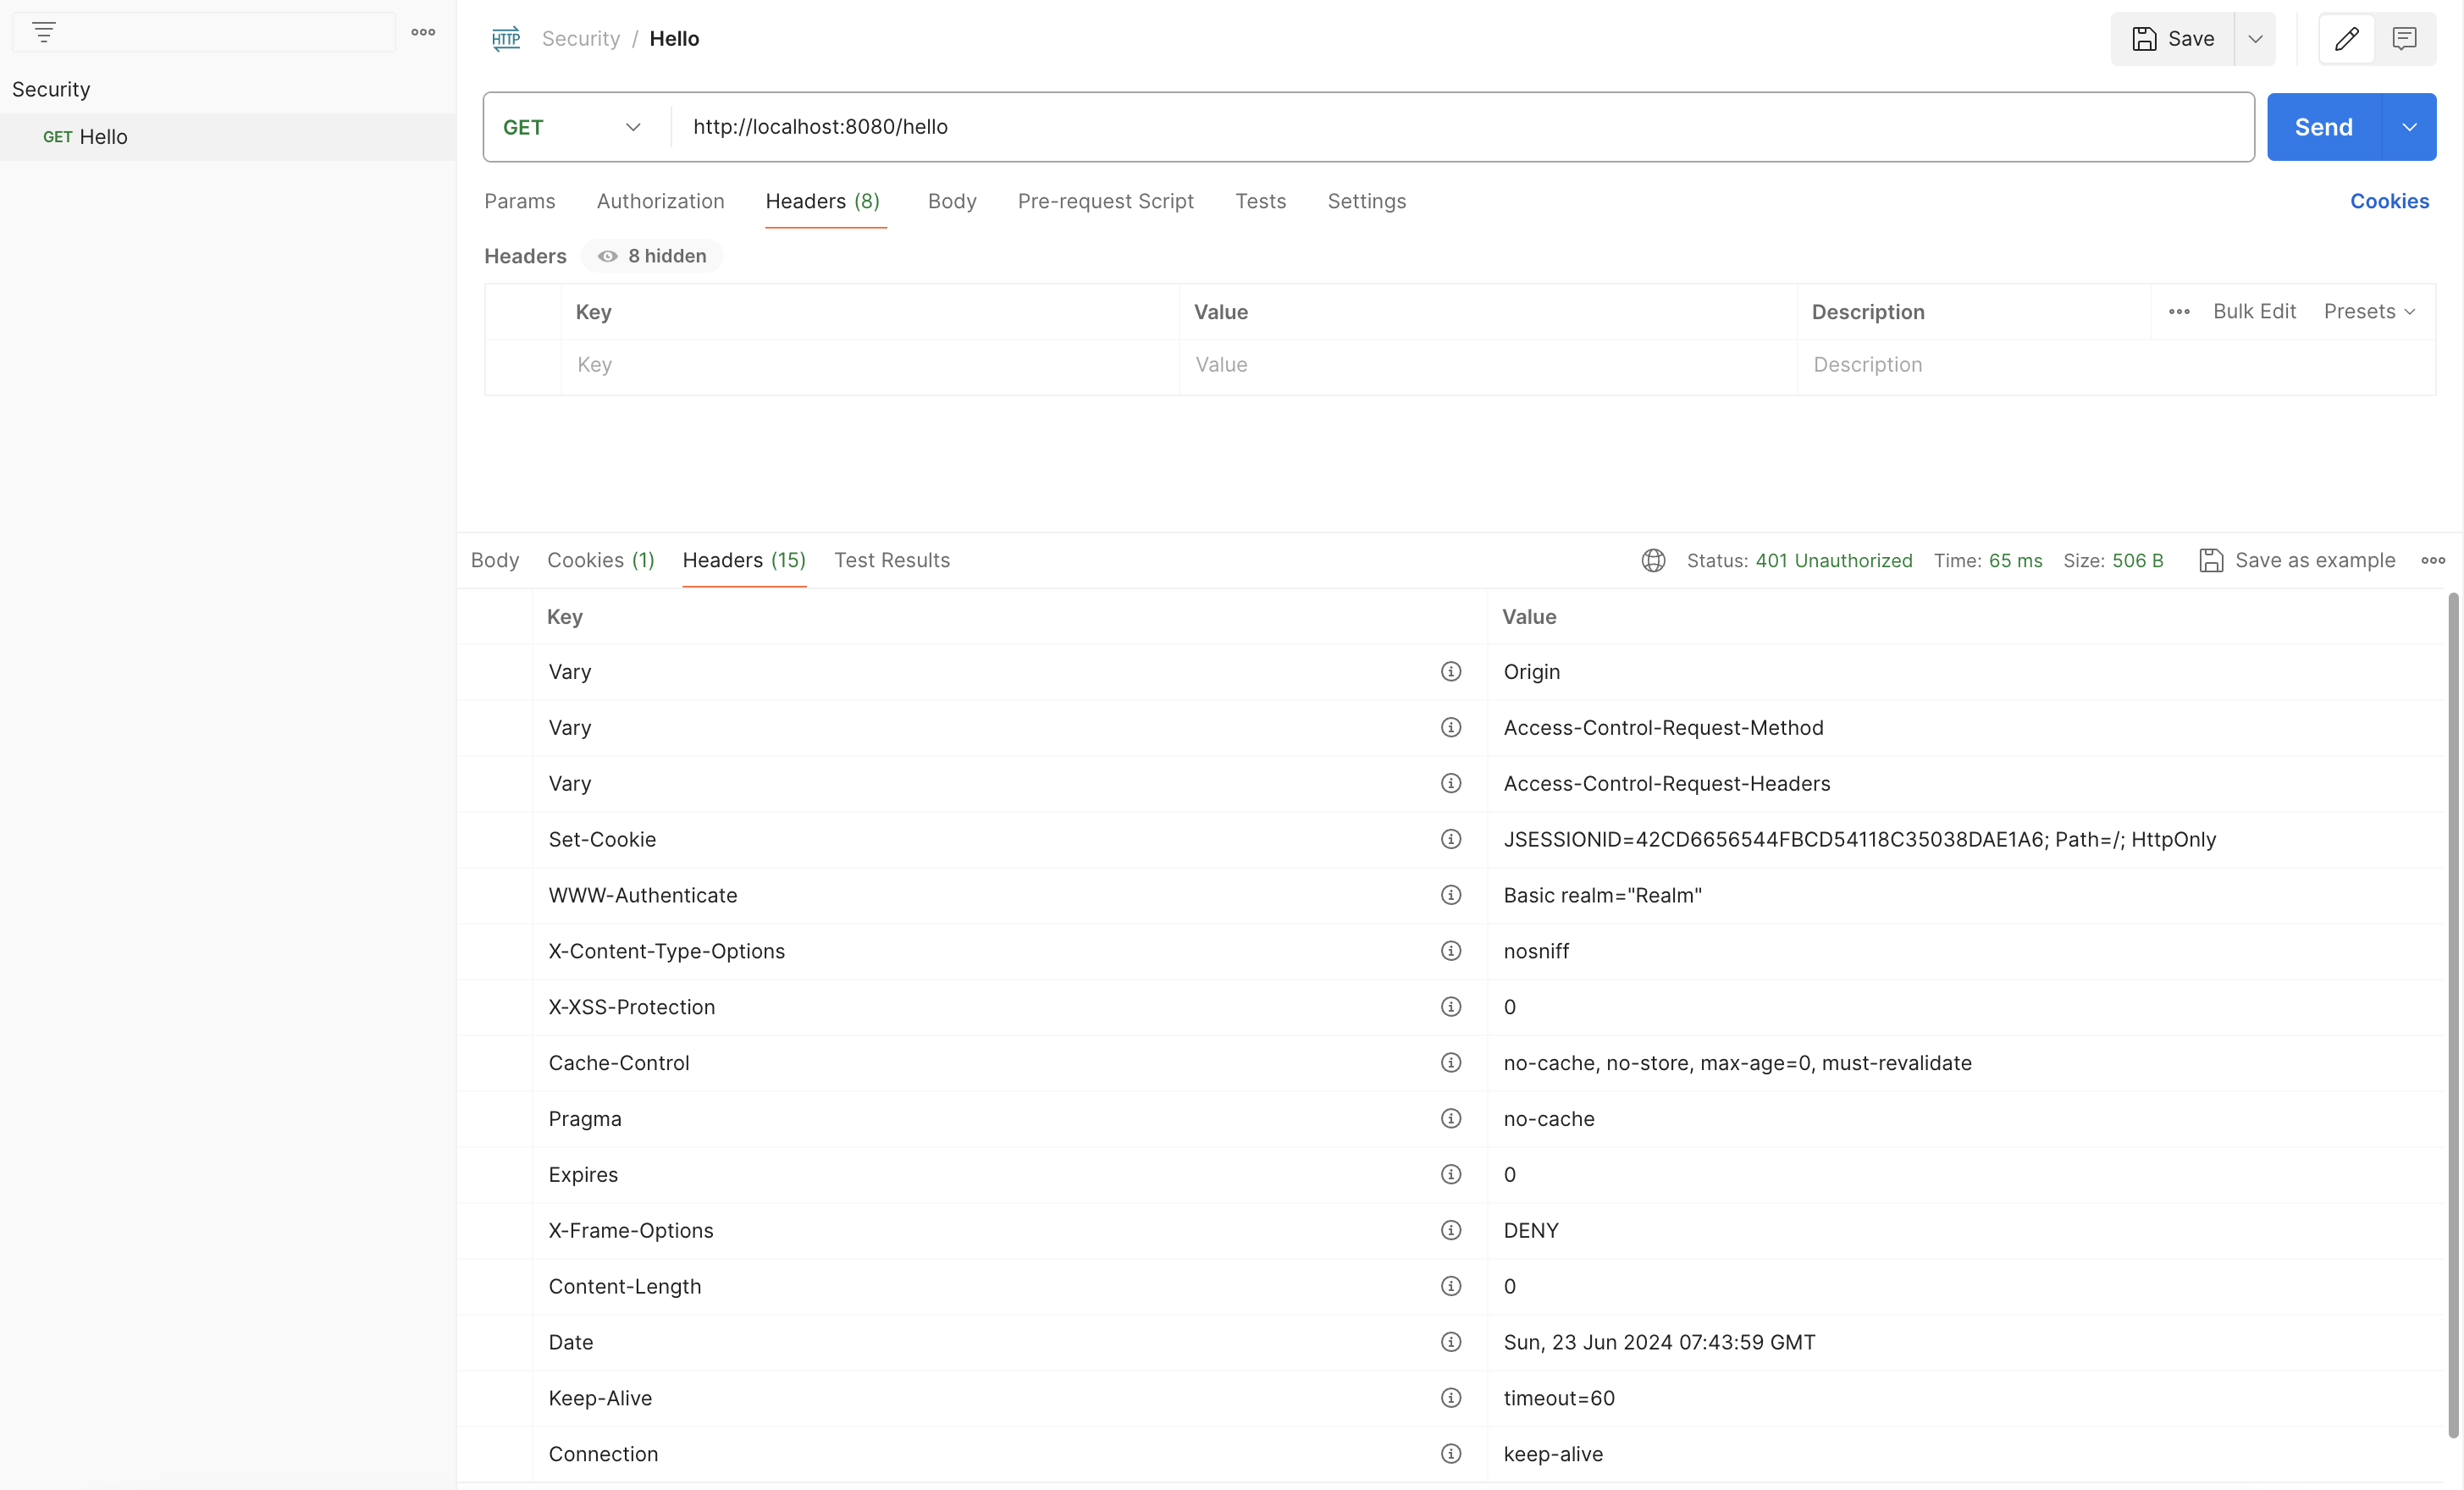 Security
GET Hello
HTTP Security / Hello
Save
GET http://localhost:8080/hello Send
Params Authorization Headers (8) Body Pre-request Script Tests Settings Cookies
Headers 8 hidden
Key Value Description Bulk Edit Presets
Key Value Description
Body Cookies (1) Headers (15) Test Results Status: 401 Unauthorized Time: 65 ms Size: 506 B Save as example
Key Value
Vary Origin
Vary Access-Control-Request-Method
Vary Access-Control-Request-Headers
Set-Cookie JSESSIONID=42CD6656544FBCD54118C35038DAE1A6; Path=/; HttpOnly
WWW-Authenticate Basic realm="Realm"
X-Content-Type-Options nosniff
X-XSS-Protection 0
Cache-Control no-cache, no-store, max-age=0, must-revalidate
Pragma no-cache
Expires 0
X-Frame-Options DENY
Content-Length 0
Date Sun, 23 Jun 2024 07:43:59 GMT
Keep-Alive timeout=60
Connection keep-alive